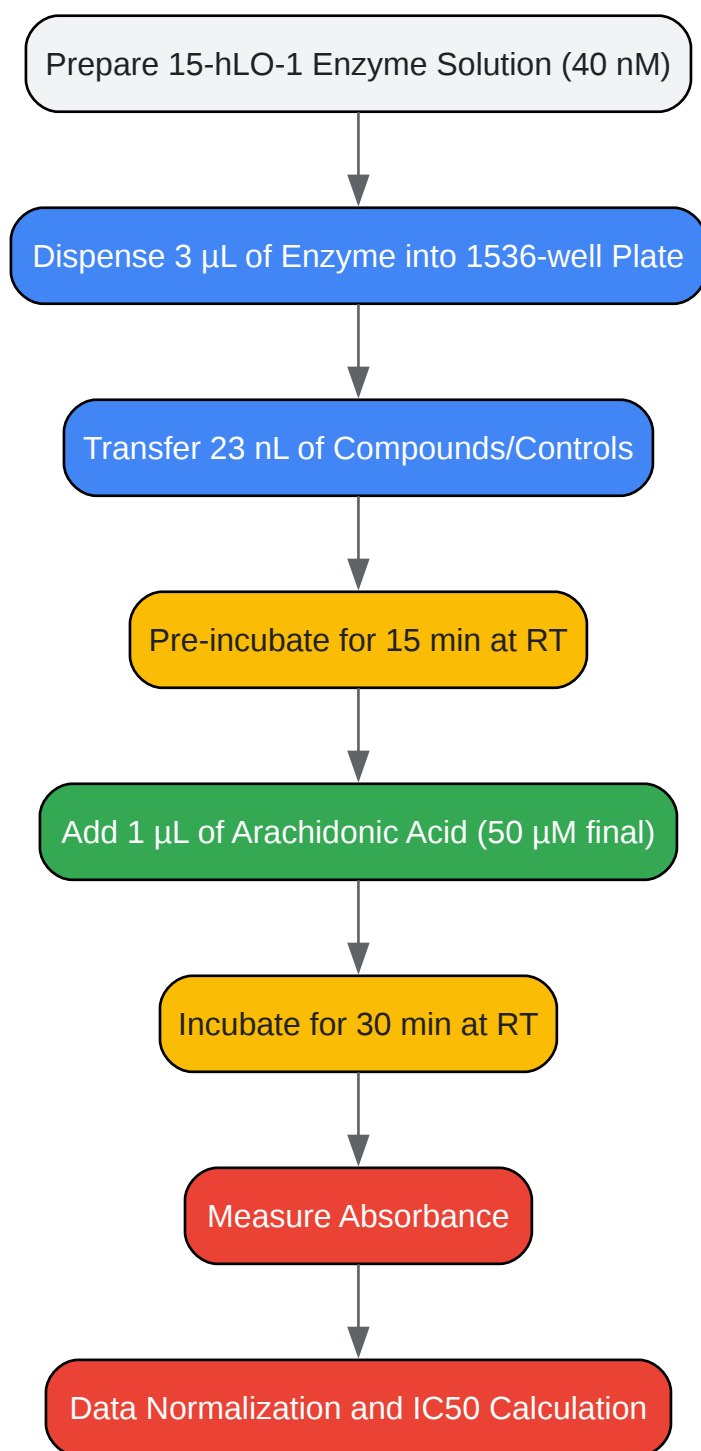 Prepare 15-hLO-1 Enzyme Solution (40 nM)
Dispense 3 µL of Enzyme into 1536-well Plate
Transfer 23 nL of Compounds/Controls
Pre-incubate for 15 min at RT
Add 1 µL of Arachidonic Acid (50 µM final)
Incubate for 30 min at RT
Measure Absorbance
Data Normalization and IC50 Calculation